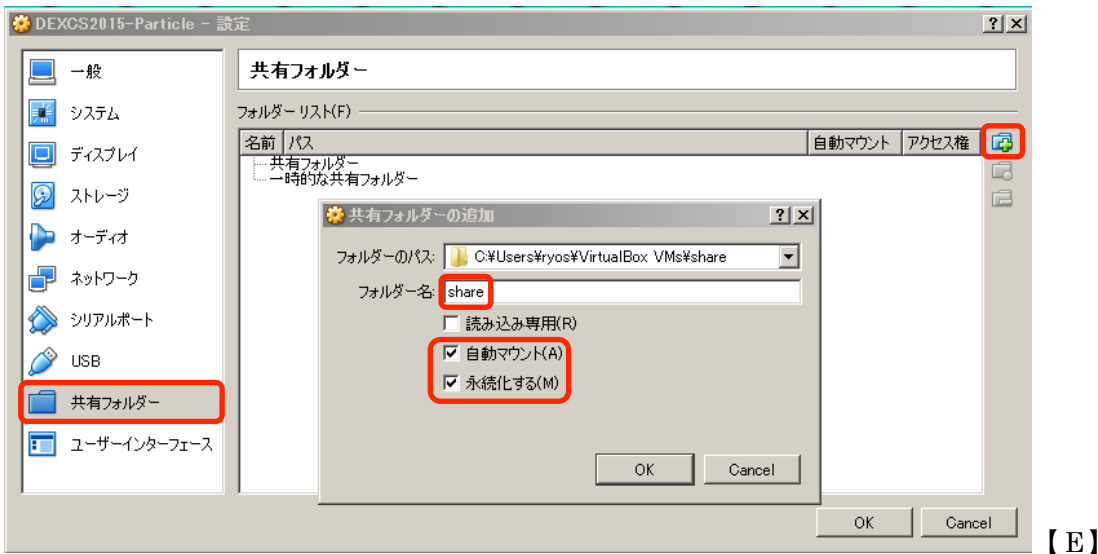 DEXCS2015-Particle - 設定
一般
システム
ディスプレイ
ストレージ
オーディオ
ネットワーク
シリアルポート
USB
共有フォルダー
ユーザーインターフェース
共有フォルダー
フォルダーリスト(F)
名前 パス 自動マウント アクセス権
共有フォルダー
一時的な共有フォルダー
共有フォルダーの追加
フォルダーのパス: C:¥Users¥ryos¥VirtualBox VMs¥share
フォルダー名: share
読み込み専用(R)
自動マウント(A)
永続化する(M)
OK Cancel
OK Cancel
【E】